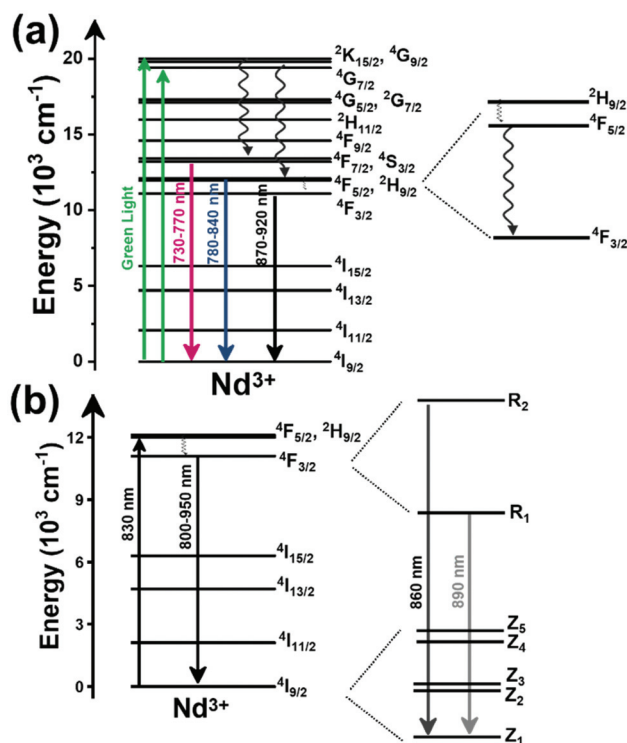 (a)
Energy (10³ cm⁻¹)
20
15
10
5
0
Green Light
730-770 nm
780-840 nm
870-920 nm
²K₁₅/₂, ⁴G₉/₂
⁴G₇/₂
⁴G₅/₂, ²G₇/₂
²H₁₁/₂
⁴F₉/₂
⁴F₇/₂, ⁴S₃/₂
⁴F₅/₂, ²H₉/₂
⁴F₃/₂
⁴I₁₅/₂
⁴I₁₃/₂
⁴I₁₁/₂
⁴I₉/₂
Nd³⁺
²H₉/₂
⁴F₅/₂
⁴F₃/₂
(b)
Energy (10³ cm⁻¹)
12
9
6
3
0
830 nm
800-950 nm
⁴F₅/₂, ²H₉/₂
⁴F₃/₂
⁴I₁₅/₂
⁴I₁₃/₂
⁴I₁₁/₂
⁴I₉/₂
Nd³⁺
R₂
R₁
860 nm
890 nm
Z₅
Z₄
Z₃
Z₂
Z₁